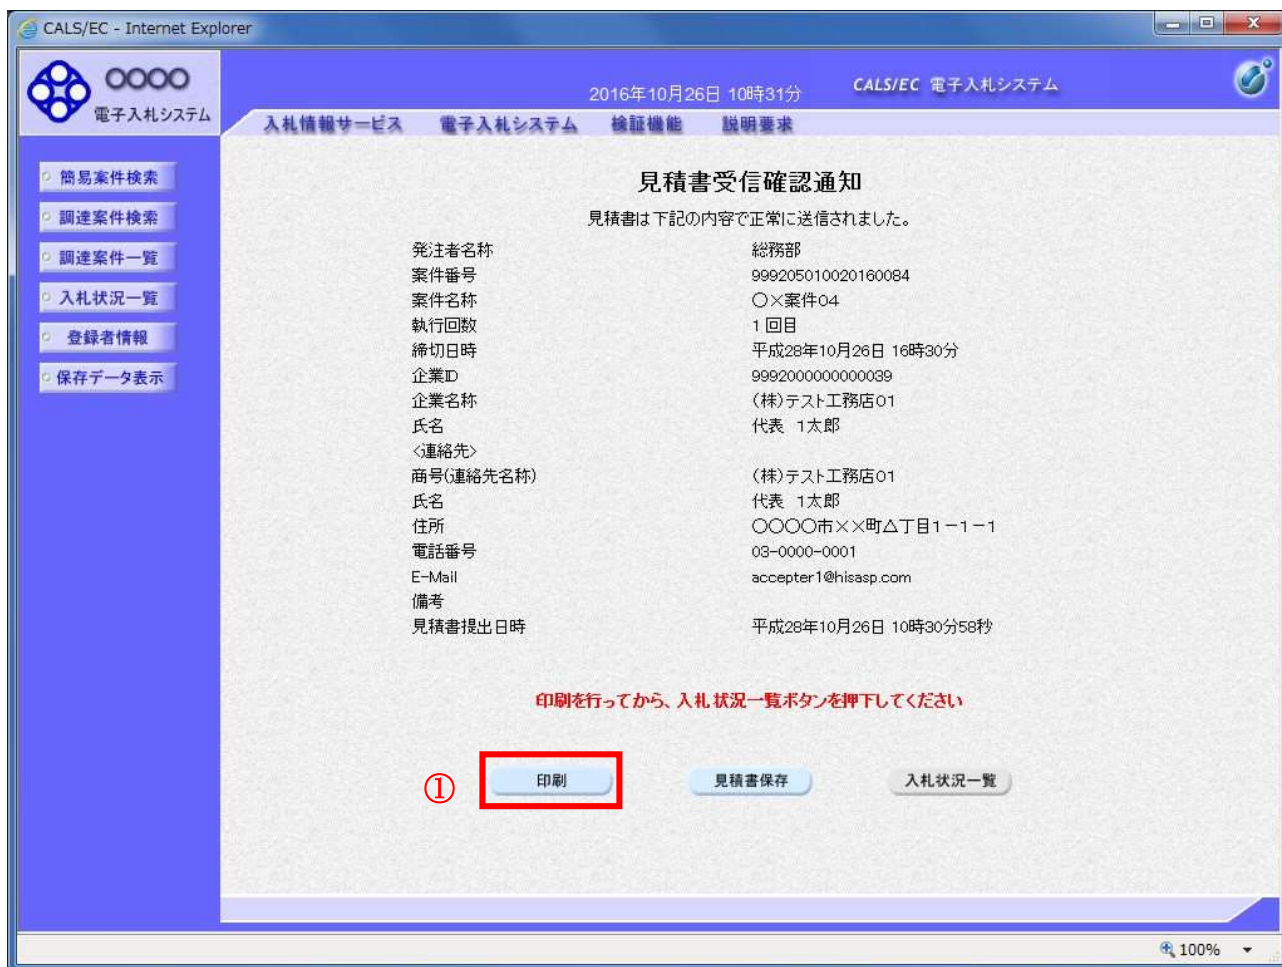 CALS/EC - Internet Explorer
○○○○
電子入札システム
2016年10月26日 10時31分
CALS/EC 電子入札システム
入札情報サービス 電子入札システム 検証機能 説明要求
簡易案件検索
調達案件検索
調達案件一覧
入札状況一覧
登録者情報
保存データ表示
見積書受信確認通知
見積書は下記の内容で正常に送信されました。
発注者名称 総務部
案件番号 999205010020160084
案件名称 ○×案件04
執行回数 1回目
締切日時 平成28年10月26日 16時30分
企業ID 9992000000000039
企業名称 (株)テスト工務店01
氏名 代表 1太郎
<連絡先>
商号(連絡先名称) (株)テスト工務店01
氏名 代表 1太郎
住所 ○○○○市××町△丁目1-1-1
電話番号 03-0000-0001
E-Mail accepter1@hisasp.com
備考
見積書提出日時 平成28年10月26日 10時30分58秒
印刷を行ってから、入札状況一覧ボタンを押下してください
① 印刷 見積書保存 入札状況一覧
100%